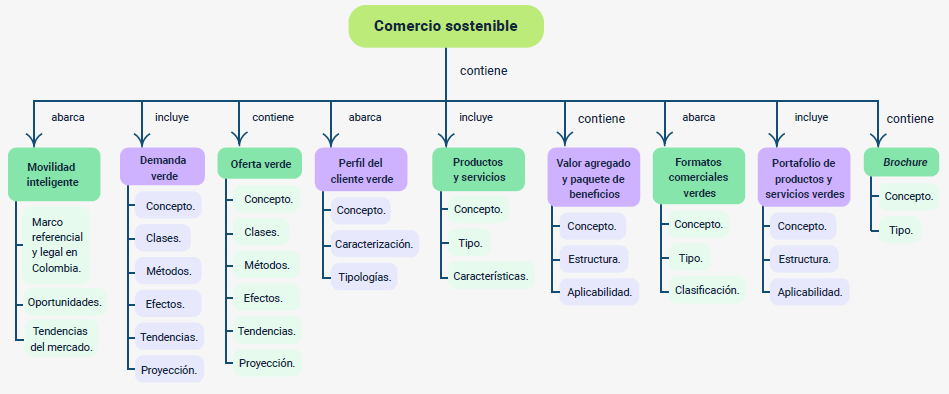 Comercio sostenible
contiene
abarca
incluye
contiene
abarca
incluye
contiene
abarca
incluye
contiene
Movilidad
inteligente
Marco
referencial
y legal en
Colombia.
Oportunidades.
Tendencias
del mercado.
Demanda
verde
Concepto.
Clases.
Métodos.
Efectos.
Tendencias.
Proyección.
Oferta verde
Concepto.
Clases.
Métodos.
Efectos.
Tendencias.
Proyección.
Perfil del
cliente verde
Concepto.
Caracterización.
Tipologías.
Productos
y servicios
Concepto.
Tipo.
Características.
Valor agregado
y paquete de
beneficios
Concepto.
Estructura.
Aplicabilidad.
Formatos
comerciales
verdes
Concepto.
Tipo.
Clasificación.
Portafolio de
productos y
servicios verdes
Concepto.
Estructura.
Aplicabilidad.
Brochure
Concepto.
Tipo.